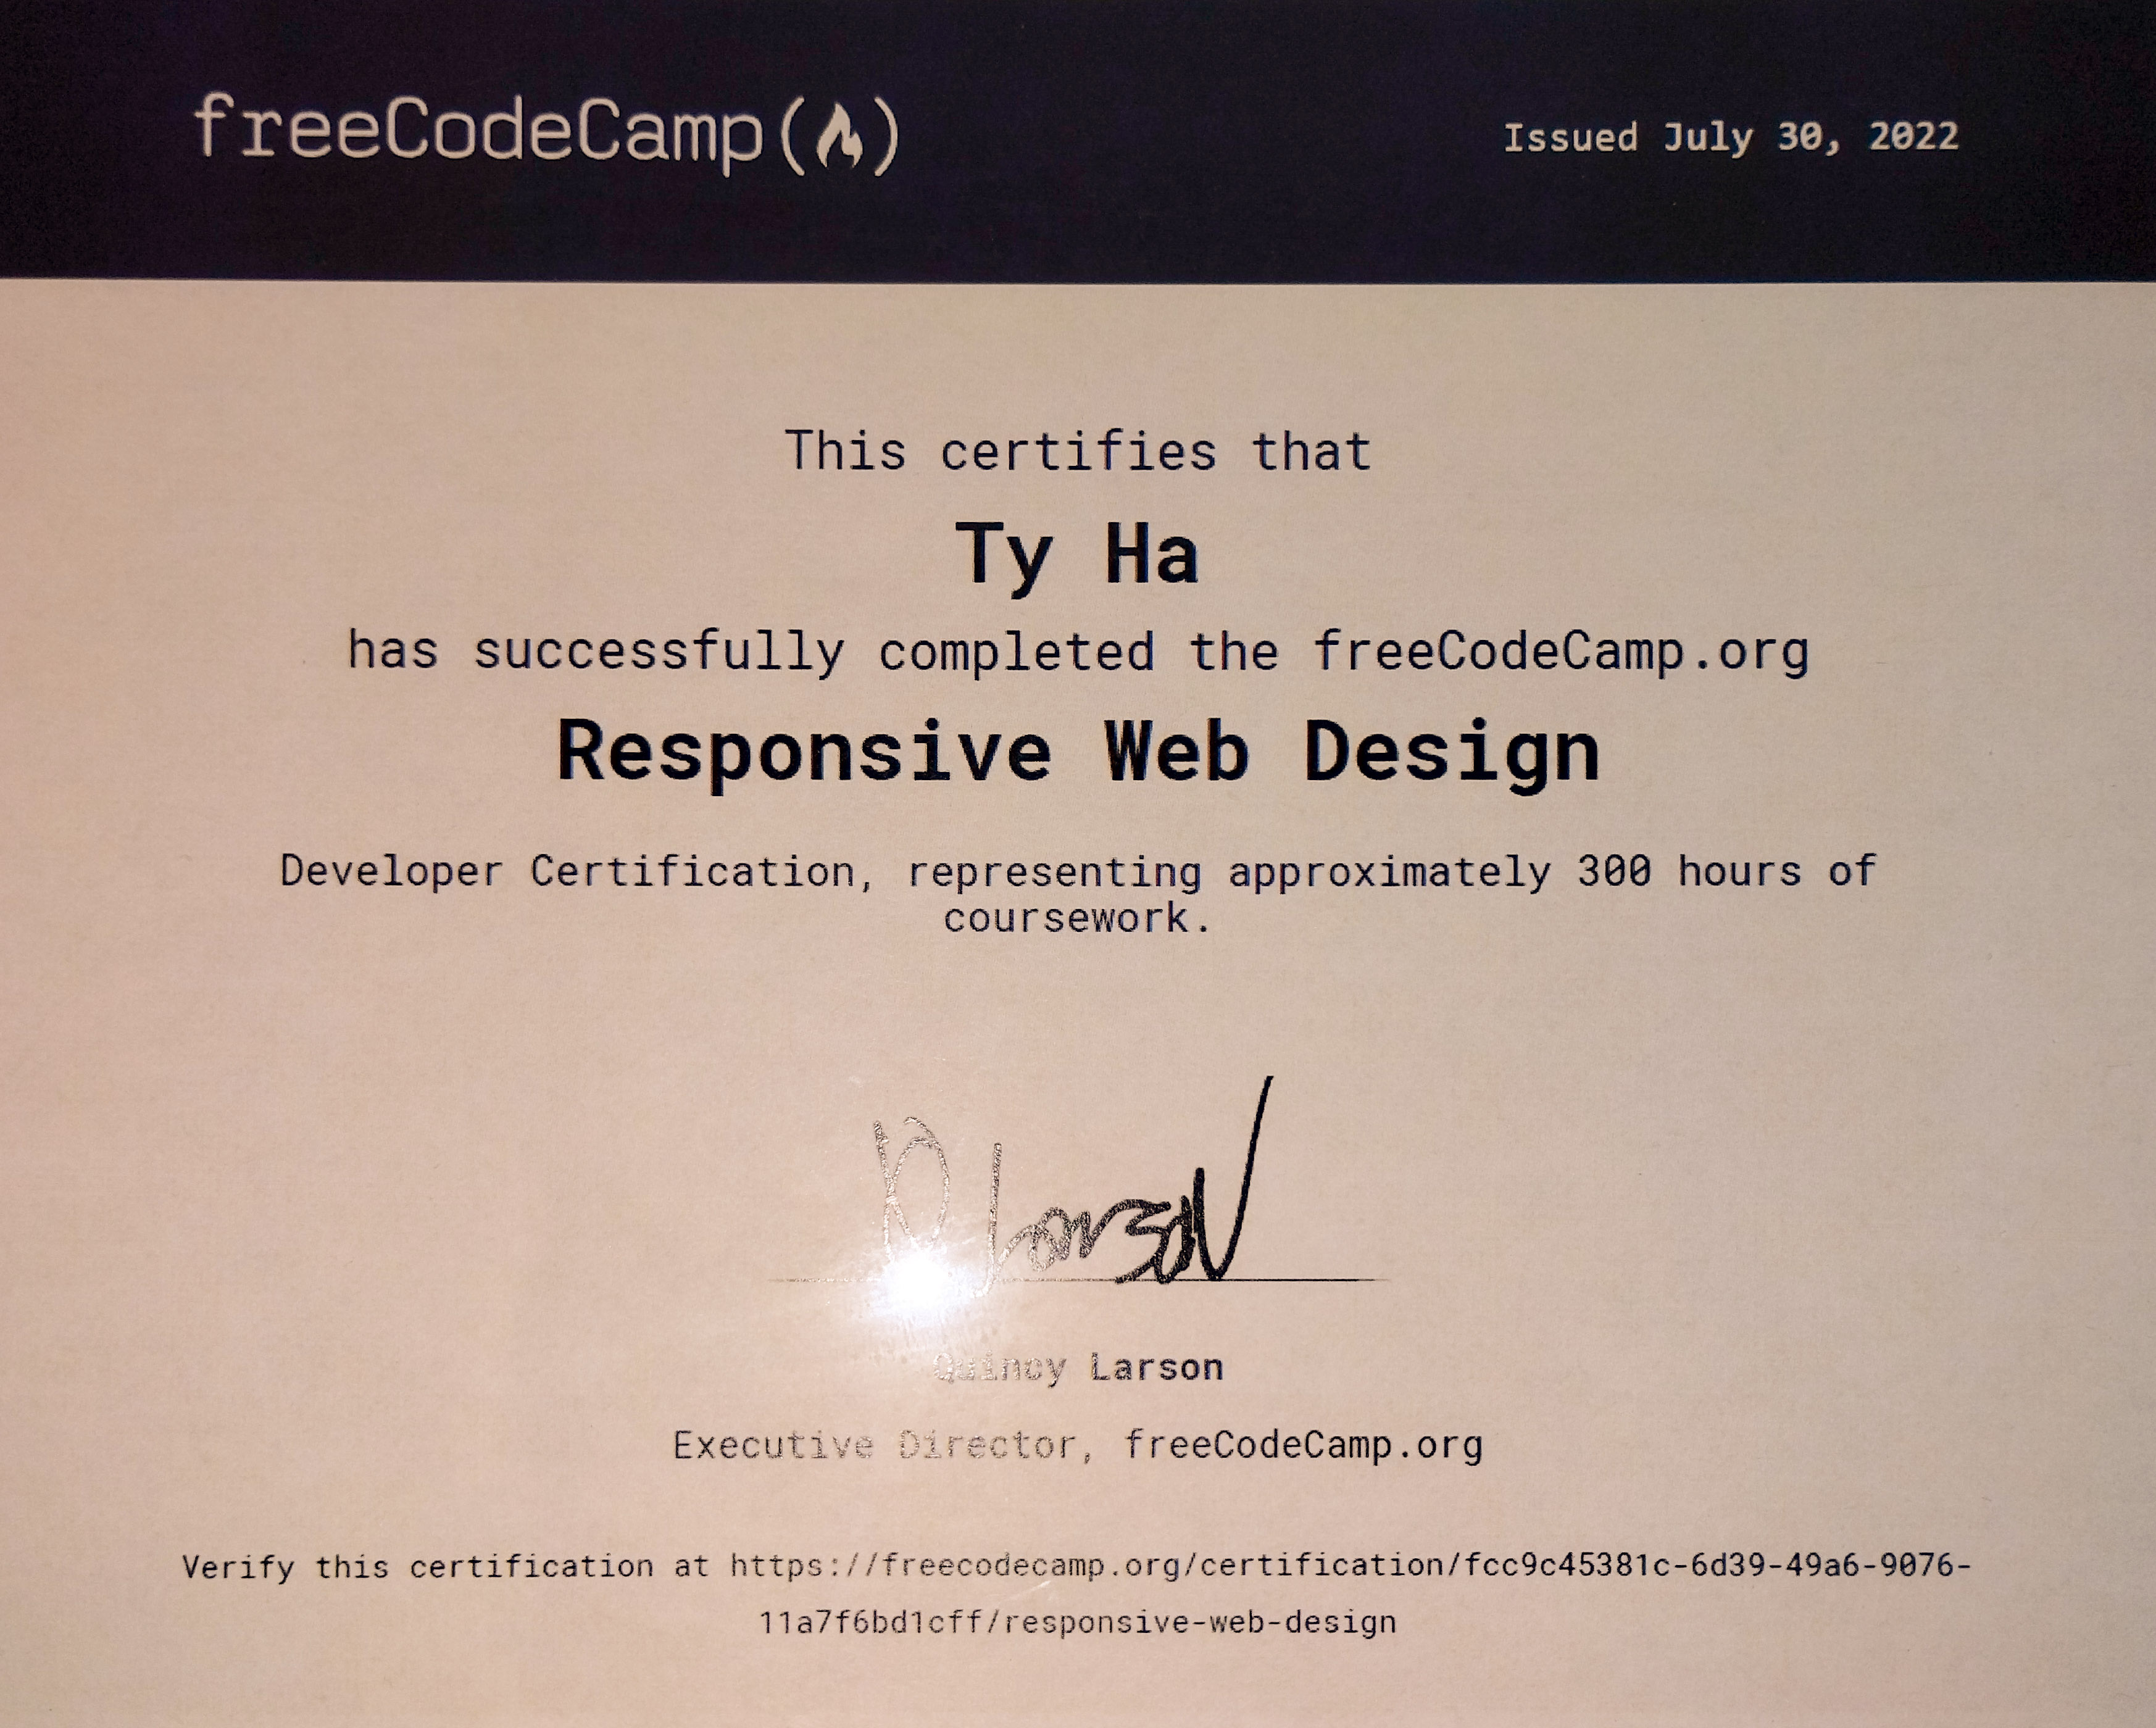 freeCodeCamp(🔥)
Issued July 30, 2022
This certifies that
Ty Ha
has successfully completed the freeCodeCamp.org
Responsive Web Design
Developer Certification, representing approximately 300 hours of
coursework.
Q Larson
Quincy Larson
Executive Director, freeCodeCamp.org
Verify this certification at https://freecodecamp.org/certification/fcc9c45381c-6d39-49a6-9076-
11a7f6bd1cff/responsive-web-design